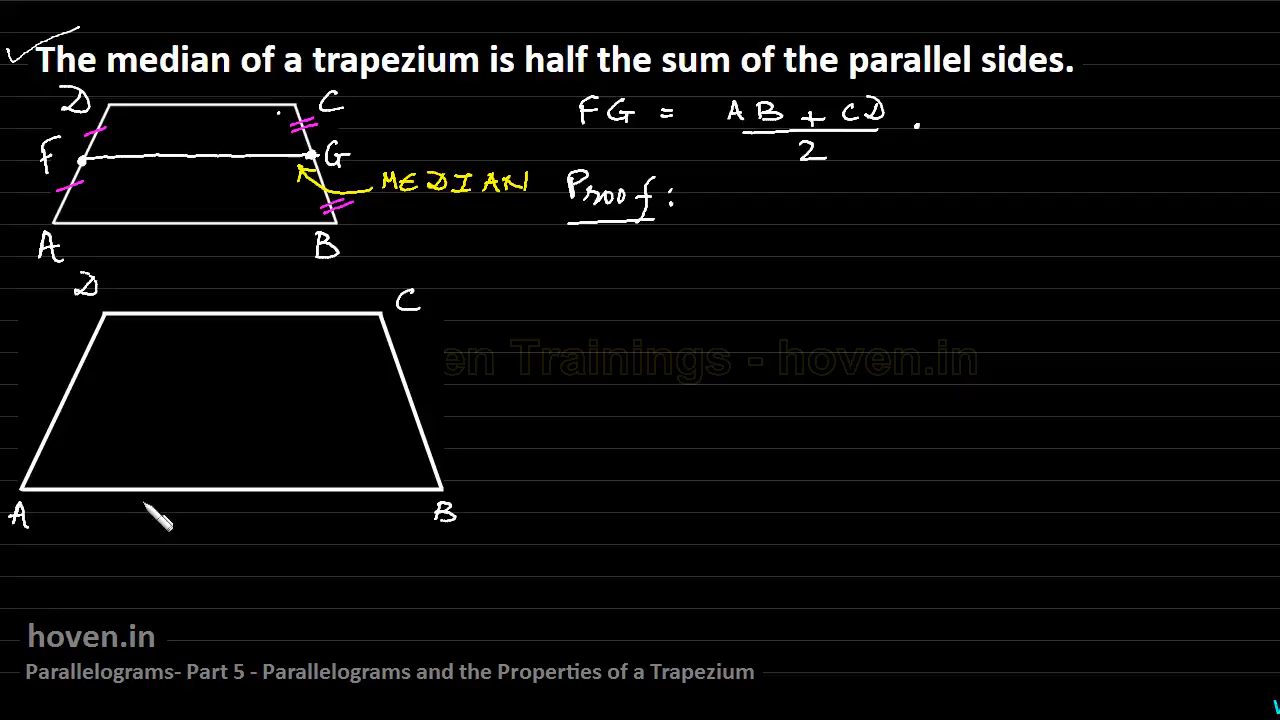 The median of a trapezium is half the sum of the parallel sides.
D C
F G
MEDIAN
A B
FG = AB + CD / 2 .
Proof :
D C
A B
en Trainings - hoven.in
hoven.in
Parallelograms- Part 5 - Parallelograms and the Properties of a Trapezium